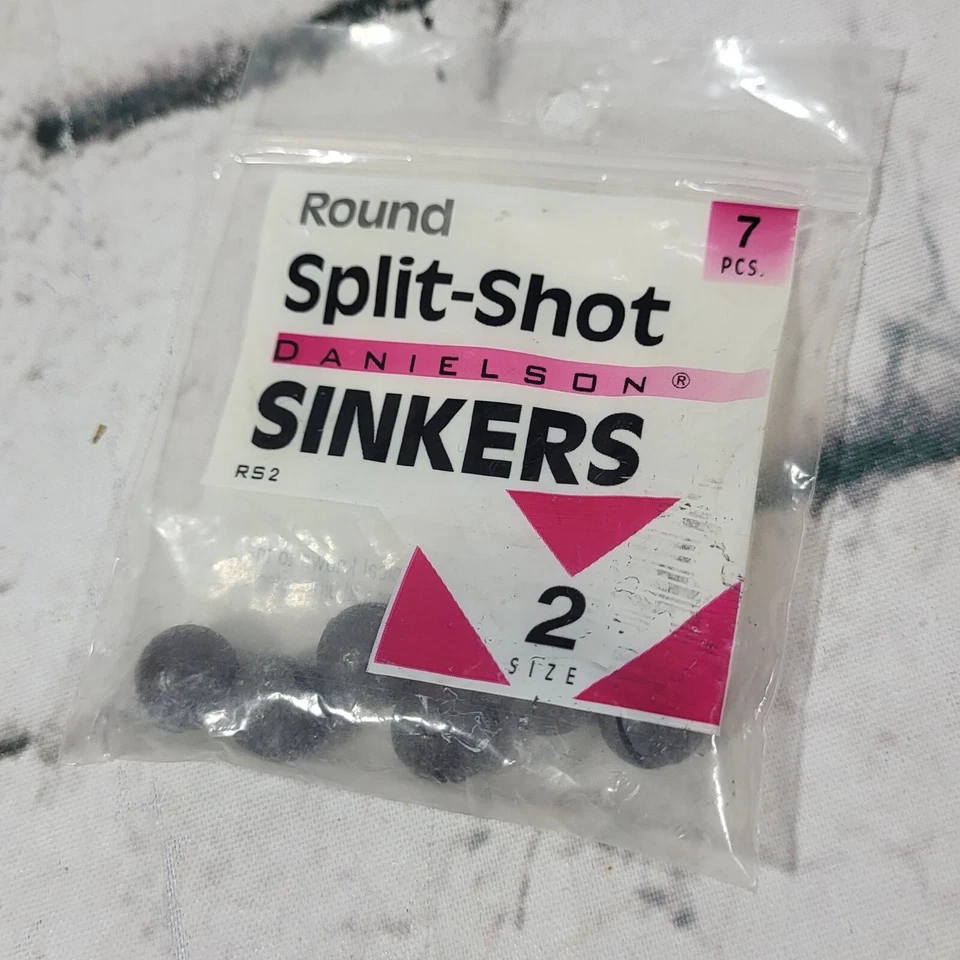 Round
7
PCS.
Split-Shot
DANIELSON®
SINKERS
RS2
2
SIZE